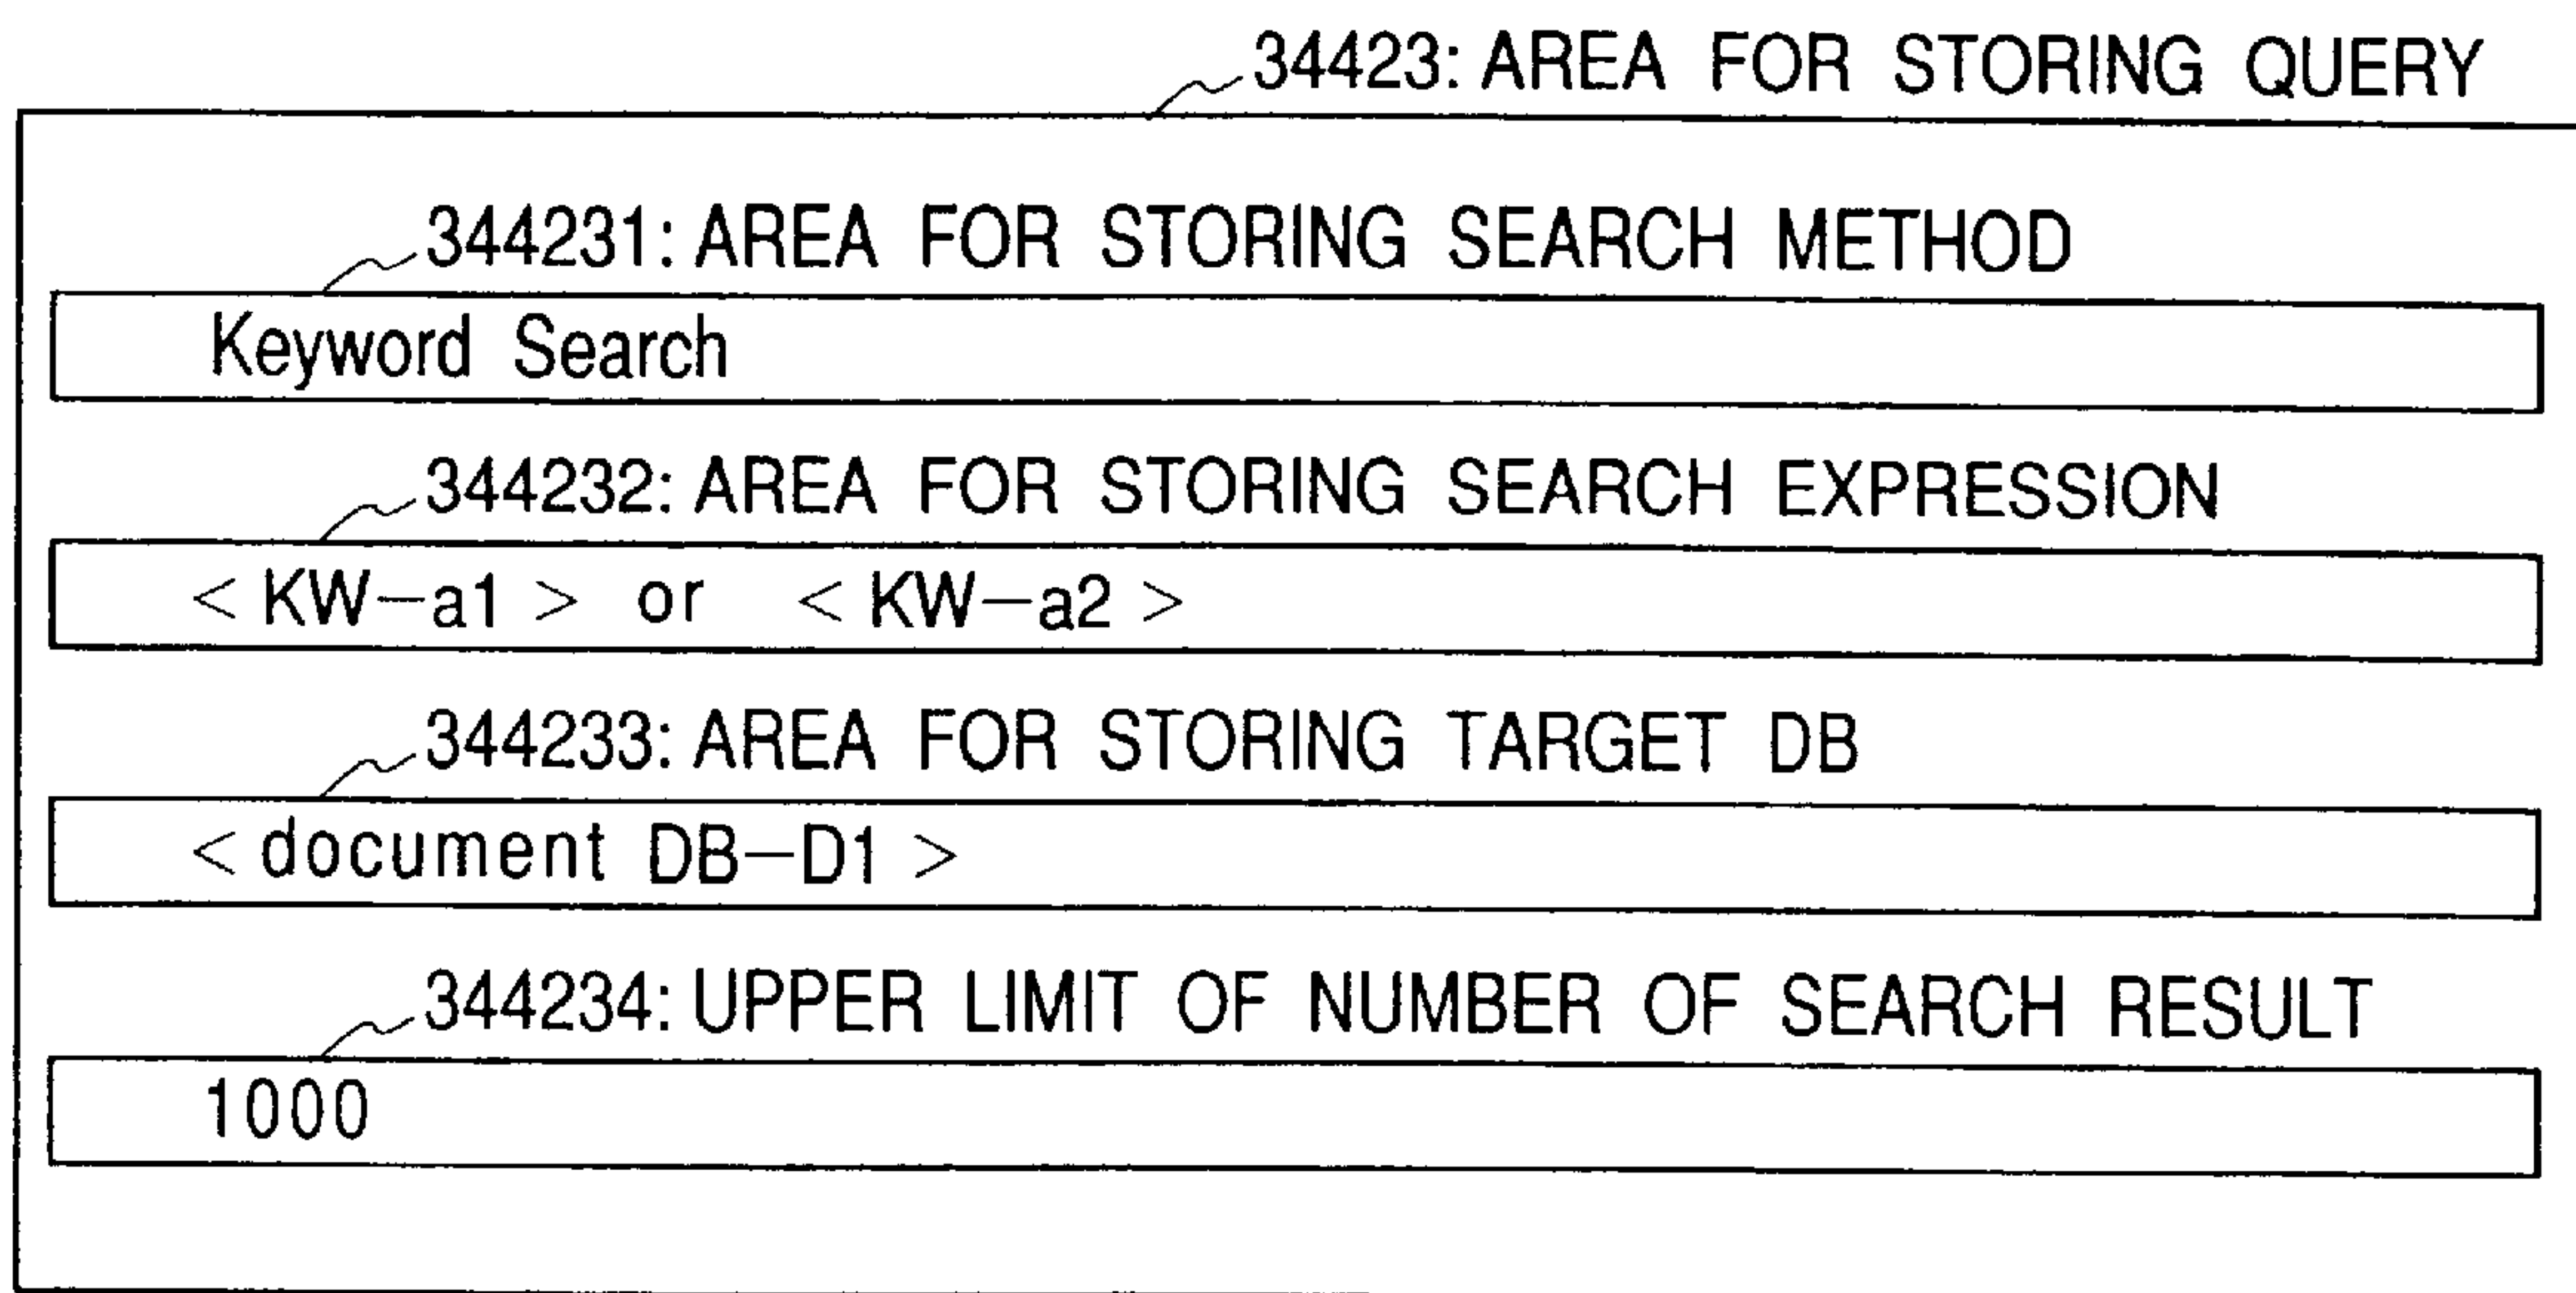 34423: AREA FOR STORING QUERY
344231: AREA FOR STORING SEARCH METHOD
Keyword Search
344232: AREA FOR STORING SEARCH EXPRESSION
< KW-a1 > or < KW-a2 >
344233: AREA FOR STORING TARGET DB
< document DB-D1 >
344234: UPPER LIMIT OF NUMBER OF SEARCH RESULT
1000